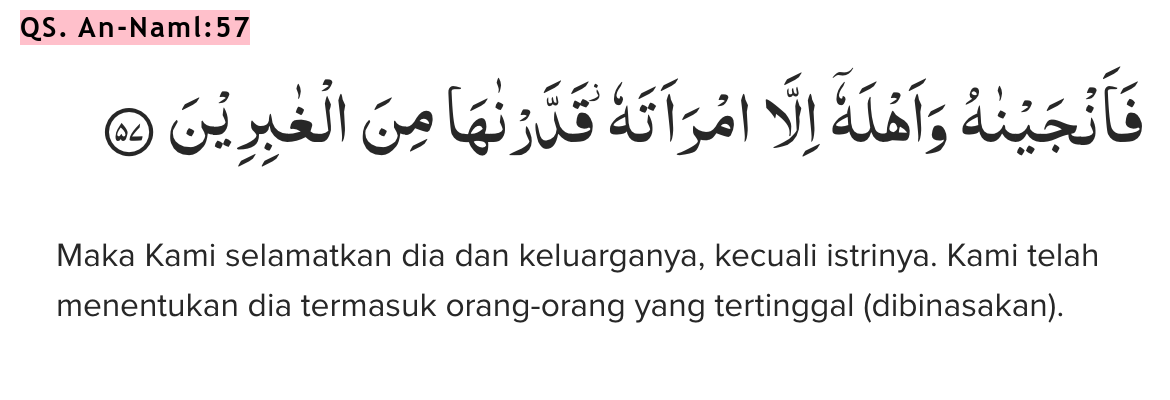 QS. An-Naml:57
فَاَنْجَيْنٰهُ وَاَهْلَهٗٓ اِلَّا امْرَاَتَهٗ ۖقَدَّرْنٰهَا مِنَ الْغٰبِرِيْنَ ٥٧
Maka Kami selamatkan dia dan keluarganya, kecuali istrinya. Kami telah
menentukan dia termasuk orang-orang yang tertinggal (dibinasakan).